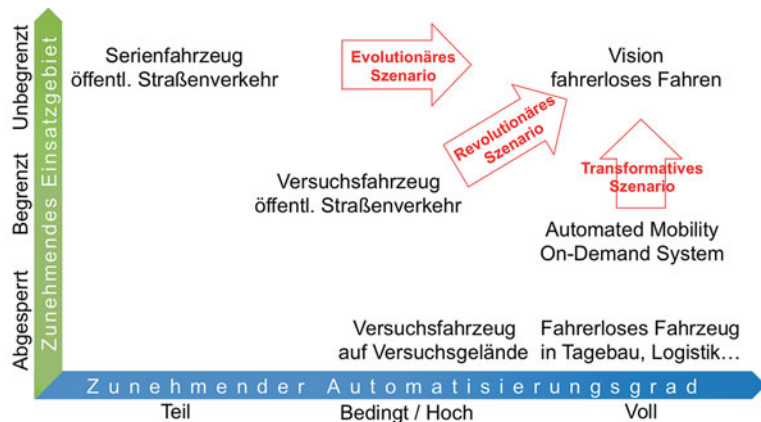 Unbegrenzt
Begrenzt
Abgesperrt
Zunehmendes Einsatzgebiet
Serienfahrzeug
öffentl. Straßenverkehr
Evolutionäres
Szenario
Vision
fahrerloses Fahren
Revolutionäres
Szenario
Versuchsfahrzeug
öffentl. Straßenverkehr
Transformatives
Szenario
Automated Mobility
On-Demand System
Versuchsfahrzeug
auf Versuchsgelände
Fahrerloses Fahrzeug
in Tagebau, Logistik...
Zunehmender Automatisierungsgrad
Teil
Bedingt / Hoch
Voll